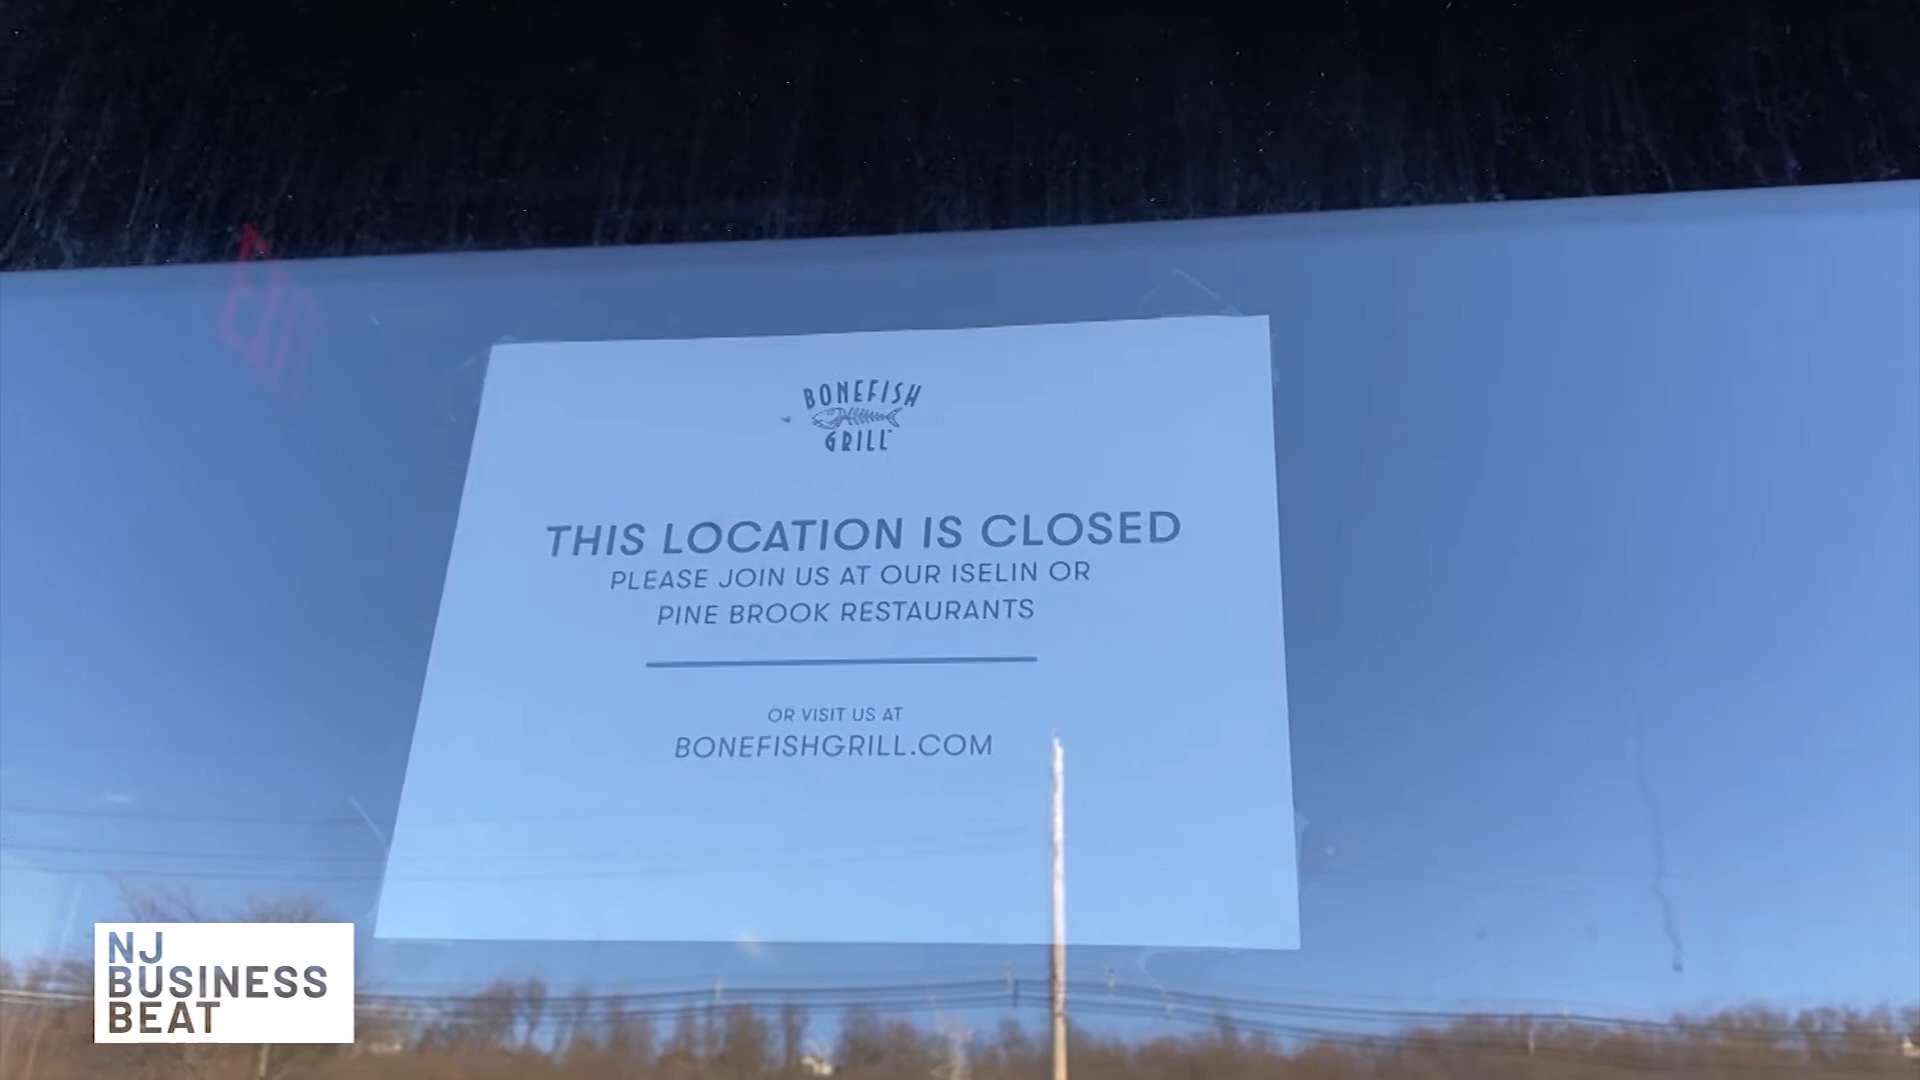 EXIT
BONEFISH
GRILL
THIS LOCATION IS CLOSED
PLEASE JOIN US AT OUR ISELIN OR
PINE BROOK RESTAURANTS
OR VISIT US AT
BONEFISHGRILL.COM
NJ
BUSINESS
BEAT